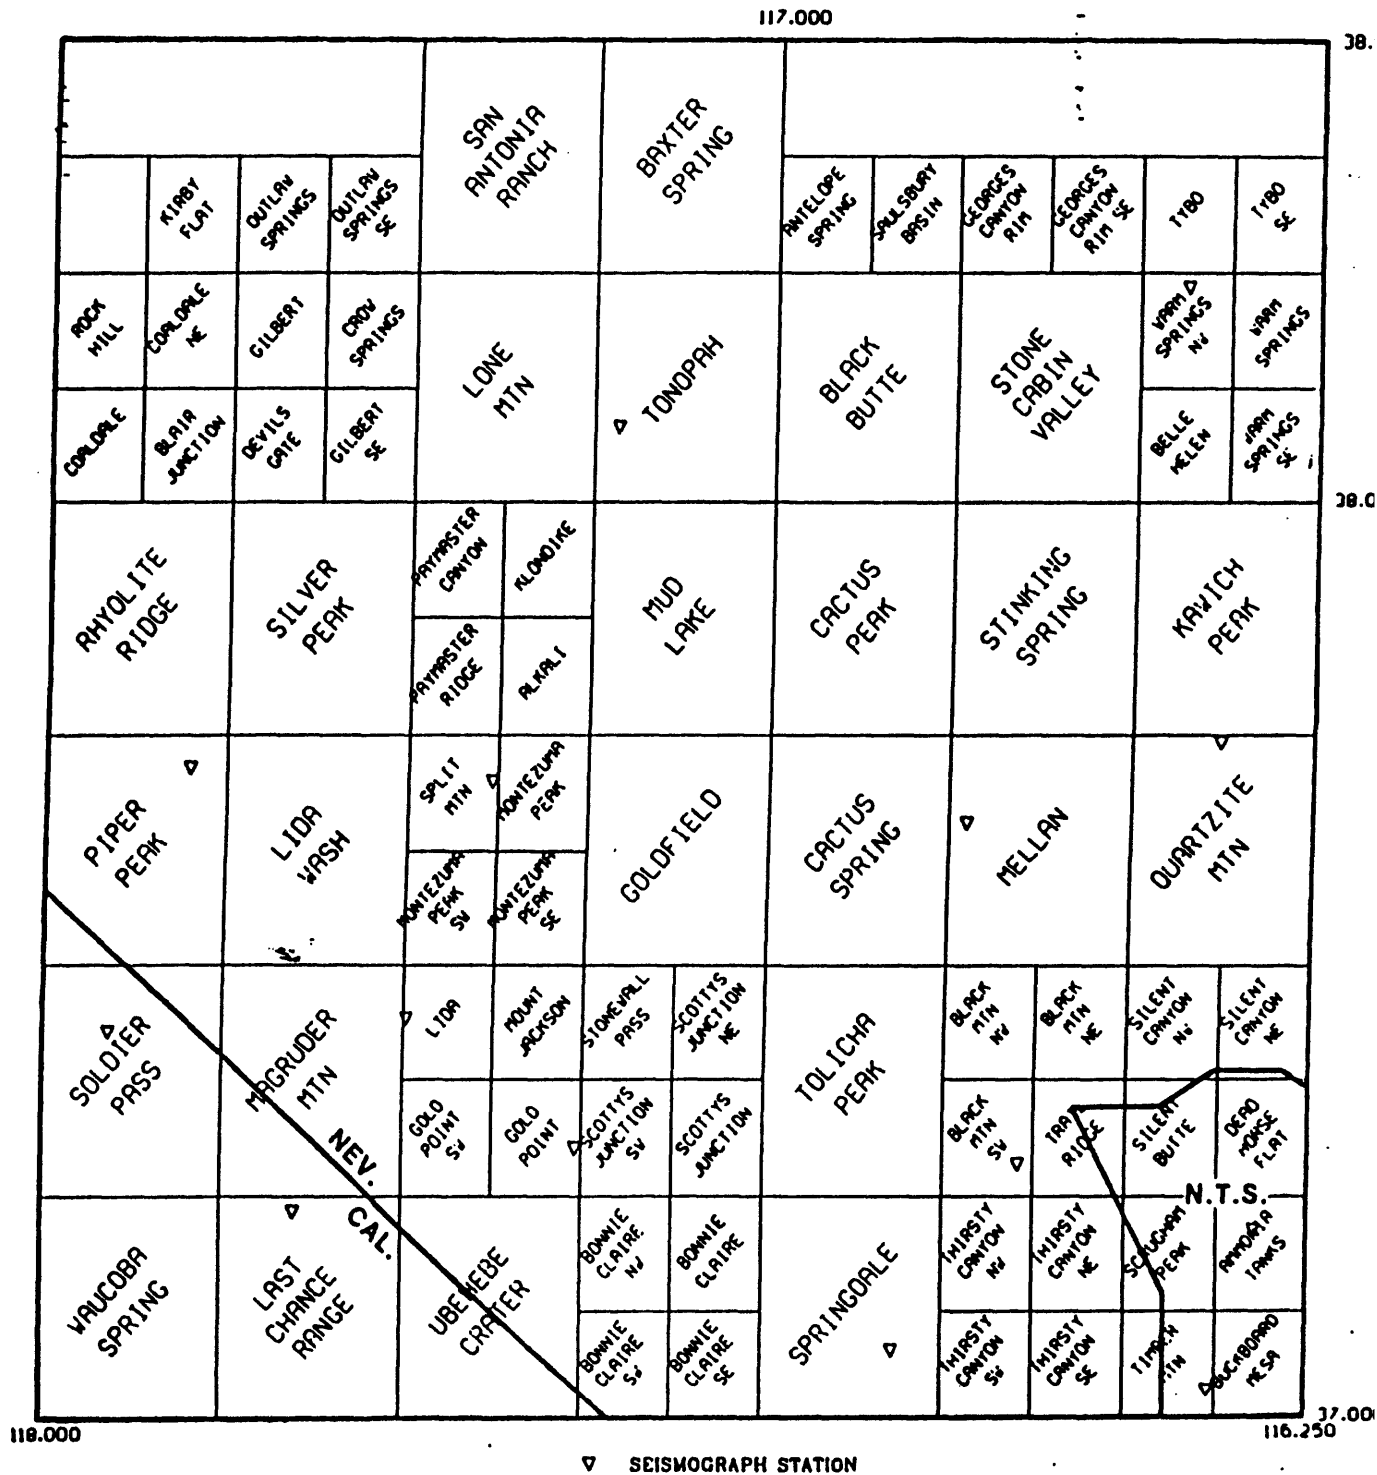 117.000
38.
SAN
ANTONIA
RANCH
BAXTER
SPRING
KIRBY
FLAT
OUTLAW
SPRINGS
OUTLAW
SPRINGS
SE
ANTELOPE
SPRING
SAULSBURY
BASIN
GEORGES
CANYON
RIM
GEORGES
CANYON
RIM SE
TYBO
TYBO
SE
ROCK
HILL
COALDALE
NE
GILBERT
CROW
SPRINGS
LONE
MTN
TONOPAH
BLACK
BUTTE
STONE
CABIN
VALLEY
WARM
SPRINGS
NW
WARM
SPRINGS
COALDALE
BLAIR
JUNCTION
DEVILS
GATE
GILBERT
SE
BELLE
HELEN
WARM
SPRINGS
SE
38.0
RHYOLITE
RIDGE
SILVER
PEAK
PAYMASTER
CANYON
KLONDIKE
MUD
LAKE
CACTUS
PEAK
STINKING
SPRING
KAWICH
PEAK
PAYMASTER
RIDGE
ALKALI
PIPER
PEAK
LIDA
WASH
SPLIT
MTN
MONTEZUMA
PEAK
GOLDFIELD
CACTUS
SPRING
MELLAN
QUARTZITE
MTN
MONTEZUMA
PEAK
SW
MONTEZUMA
PEAK
SE
SOLDIER
PASS
MAGRUDER
MTN
LIDA
MOUNT
JACKSON
STONEWALL
PASS
SCOTTYS
JUNCTION
NE
TOLICHA
PEAK
BLACK
MTN
NW
BLACK
MTN
NE
SILENT
CANYON
NW
SILENT
CANYON
NE
GOLD
POINT
SW
GOLD
POINT
SCOTTYS
JUNCTION
SW
SCOTTYS
JUNCTION
BLACK
MTN
SW
RIDGE
SILENT
BUTTE
DEAD
HORSE
FLAT
NEV.
CAL.
N.T.S.
WAUCOBA
SPRING
LAST
CHANCE
RANGE
UBEHEBE
CRATER
BONNIE
CLAIRE
NW
BONNIE
CLAIRE
SPRINGDALE
THIRSTY
CANYON
NW
THIRSTY
CANYON
NE
SCRUGHAM
PEAK
AMMONIA
TANKS
BONNIE
CLAIRE
SW
BONNIE
CLAIRE
SE
THIRSTY
CANYON
SW
THIRSTY
CANYON
SE
BUCKBOARD
MESA
37.000
118.000
116.250
SEISMOGRAPH STATION